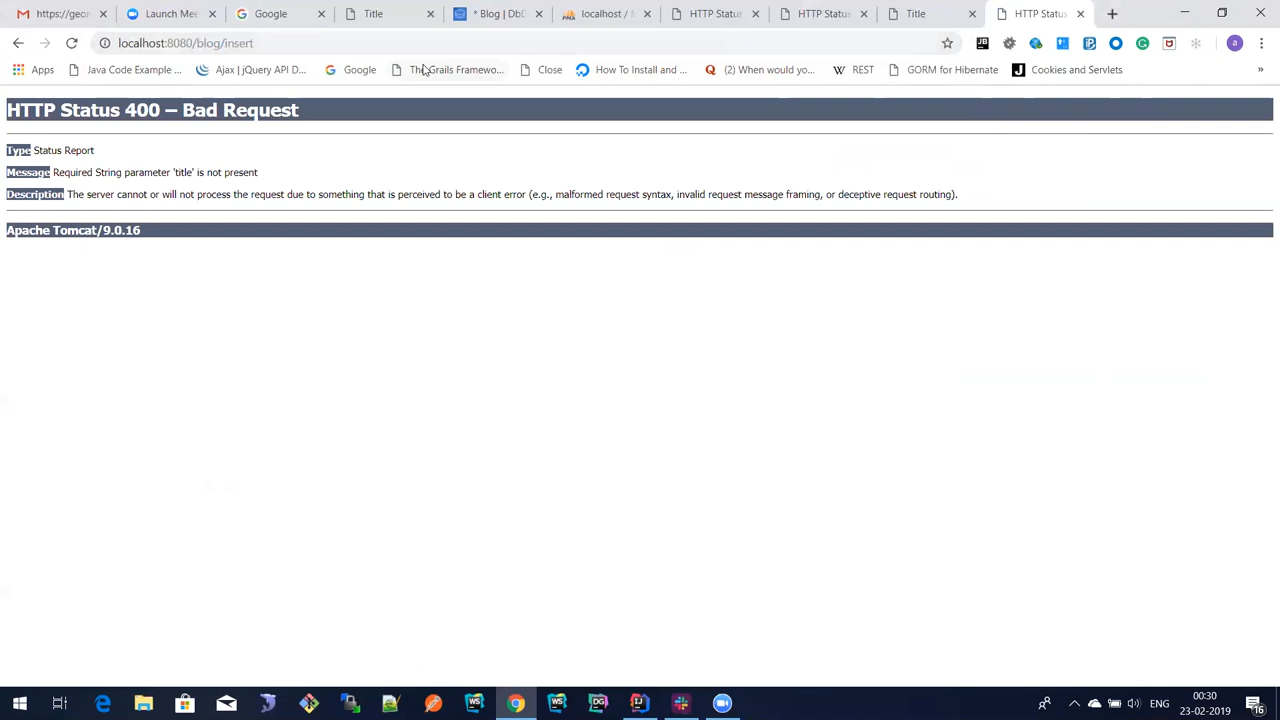 https://geor
Launch Mee
Google
Title
* Blog | DbD
localhost / M
HTTP Status
HTTP Status
Title
HTTP Status
localhost:8080/blog/insert
Apps
Java Code Example ...
Ajax | jQuery API D...
Google
The Grails Framewo...
Close
How To Install and ...
(2) When would yo...
REST
GORM for Hibernate
Cookies and Servlets
»
HTTP Status 400 – Bad Request
Type Status Report
Message Required String parameter 'title' is not present
Description The server cannot or will not process the request due to something that is perceived to be a client error (e.g., malformed request syntax, invalid request message framing, or deceptive request routing).
Apache Tomcat/9.0.16
ENG
00:30
23-02-2019
16